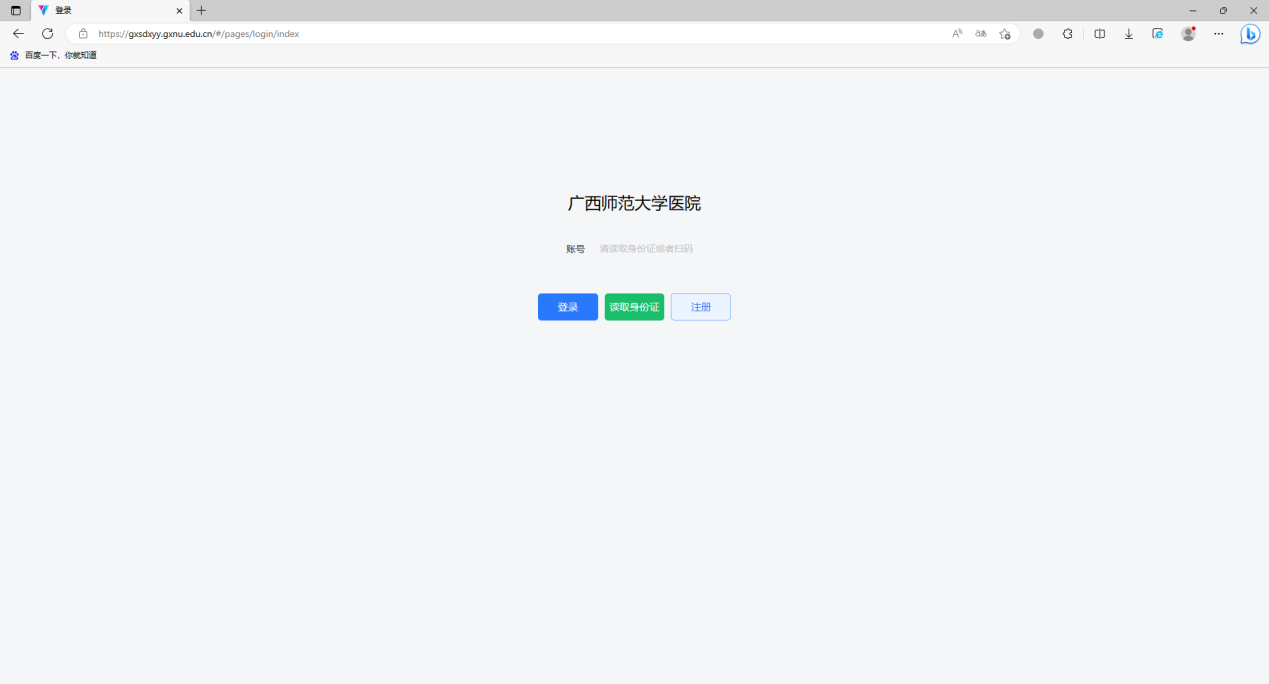 登录
https://gxsdxyy.gxnu.edu.cn/#/pages/login/index
百度一下，你就知道
广西师范大学医院
账号 请读取身份证或者扫码
登录 读取身份证 注册